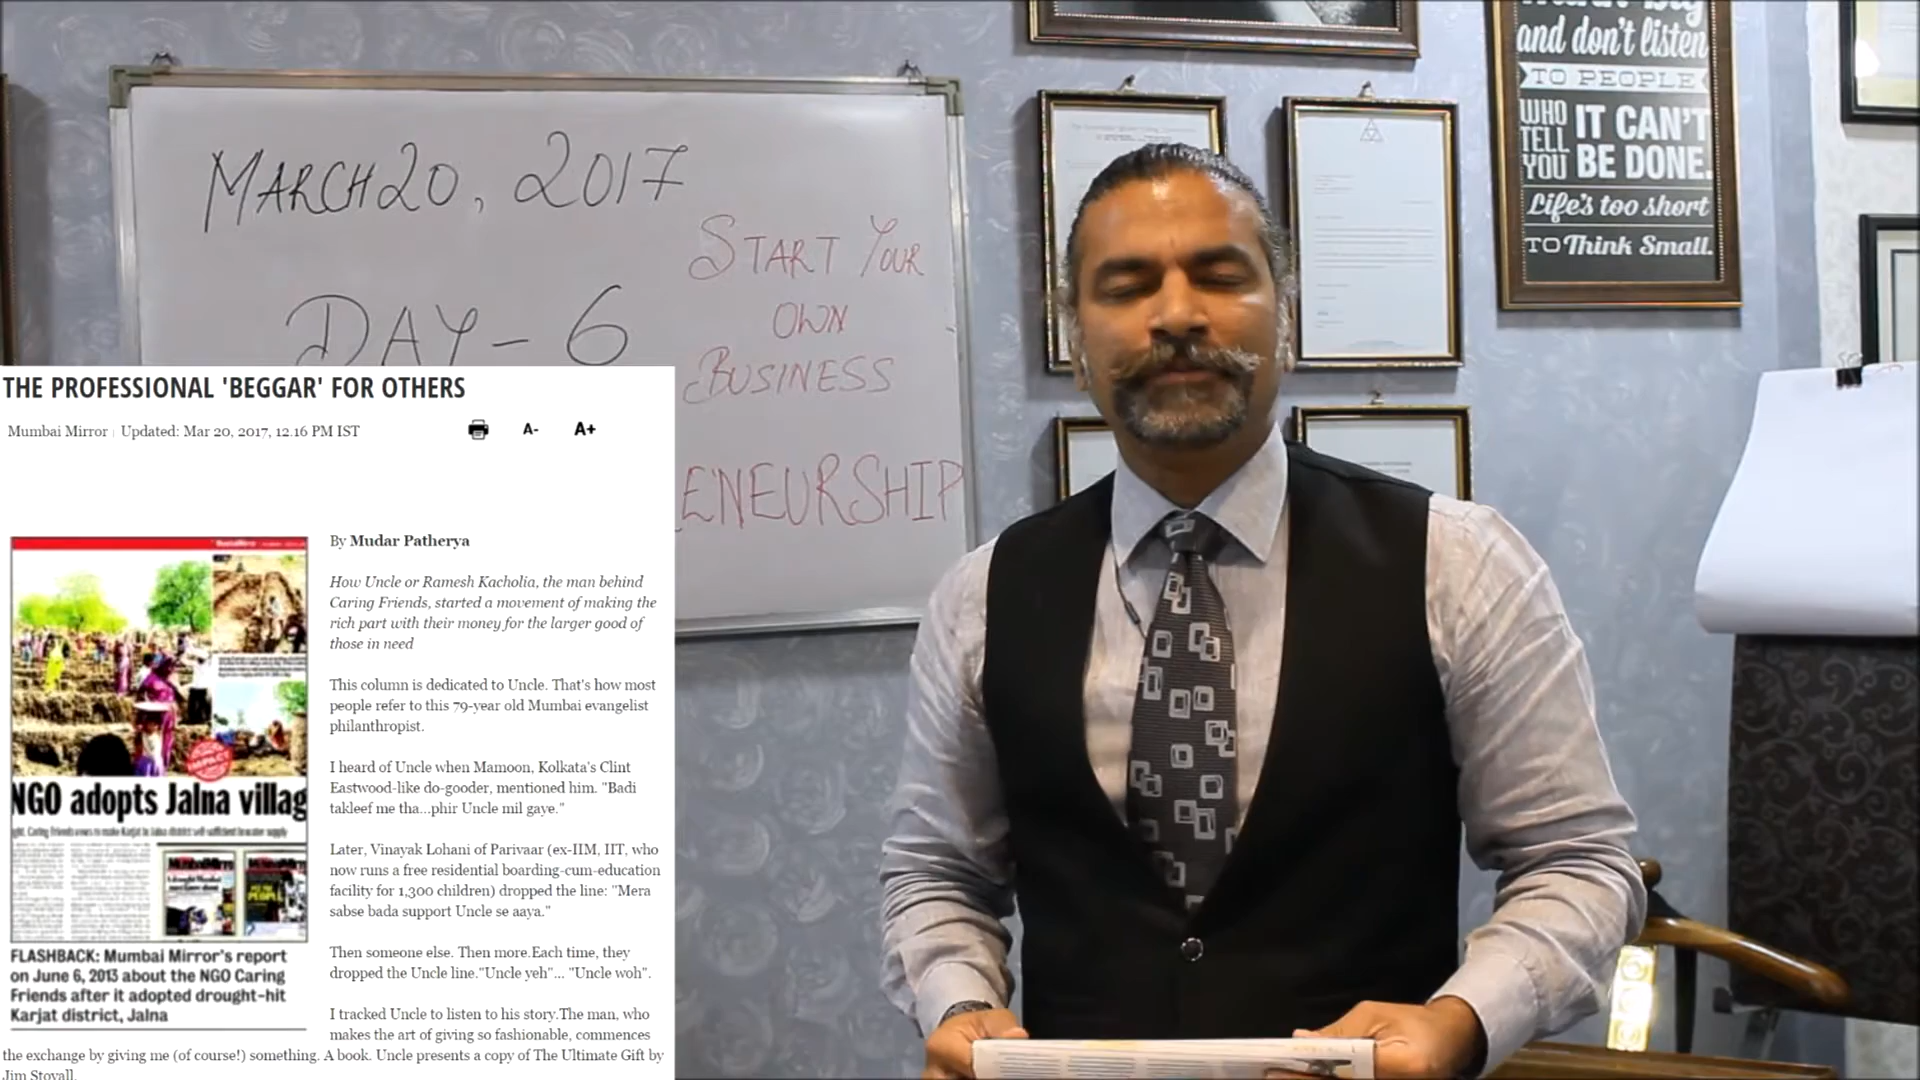 MARCH 20, 2017
DAY - 6
START YOUR
OWN
BUSINESS
ENEURSHIP
and don't listen
TO PEOPLE
WHO
TELL
YOU
IT CAN'T
BE DONE.
Life's too short
TO Think Small.
THE PROFESSIONAL 'BEGGAR' FOR OTHERS
Mumbai Mirror | Updated: Mar 20, 2017, 12.16 PM IST
A-
A+
By Mudar Patherya
How Uncle or Ramesh Kacholia, the man behind
Caring Friends, started a movement of making the
rich part with their money for the larger good of
those in need
This column is dedicated to Uncle. That's how most
people refer to this 79-year old Mumbai evangelist
philanthropist.
I heard of Uncle when Mamoon, Kolkata's Clint
Eastwood-like do-gooder, mentioned him. "Badi
takleef me tha...phir Uncle mil gaye."
Later, Vinayak Lohani of Parivaar (ex-IIM, IIT, who
now runs a free residential boarding-cum-education
facility for 1,300 children) dropped the line: "Mera
sabse bada support Uncle se aaya."
Then someone else. Then more.Each time, they
dropped the Uncle line."Uncle yeh"... "Uncle woh".
I tracked Uncle to listen to his story.The man, who
makes the art of giving so fashionable, commences
the exchange by giving me (of course!) something. A book. Uncle presents a copy of The Ultimate Gift by
Jim Stovall.
IMPACT
NGO adopts Jalna villag
FLASHBACK: Mumbai Mirror's report
on June 6, 2013 about the NGO Caring
Friends after it adopted drought-hit
Karjat district, Jalna